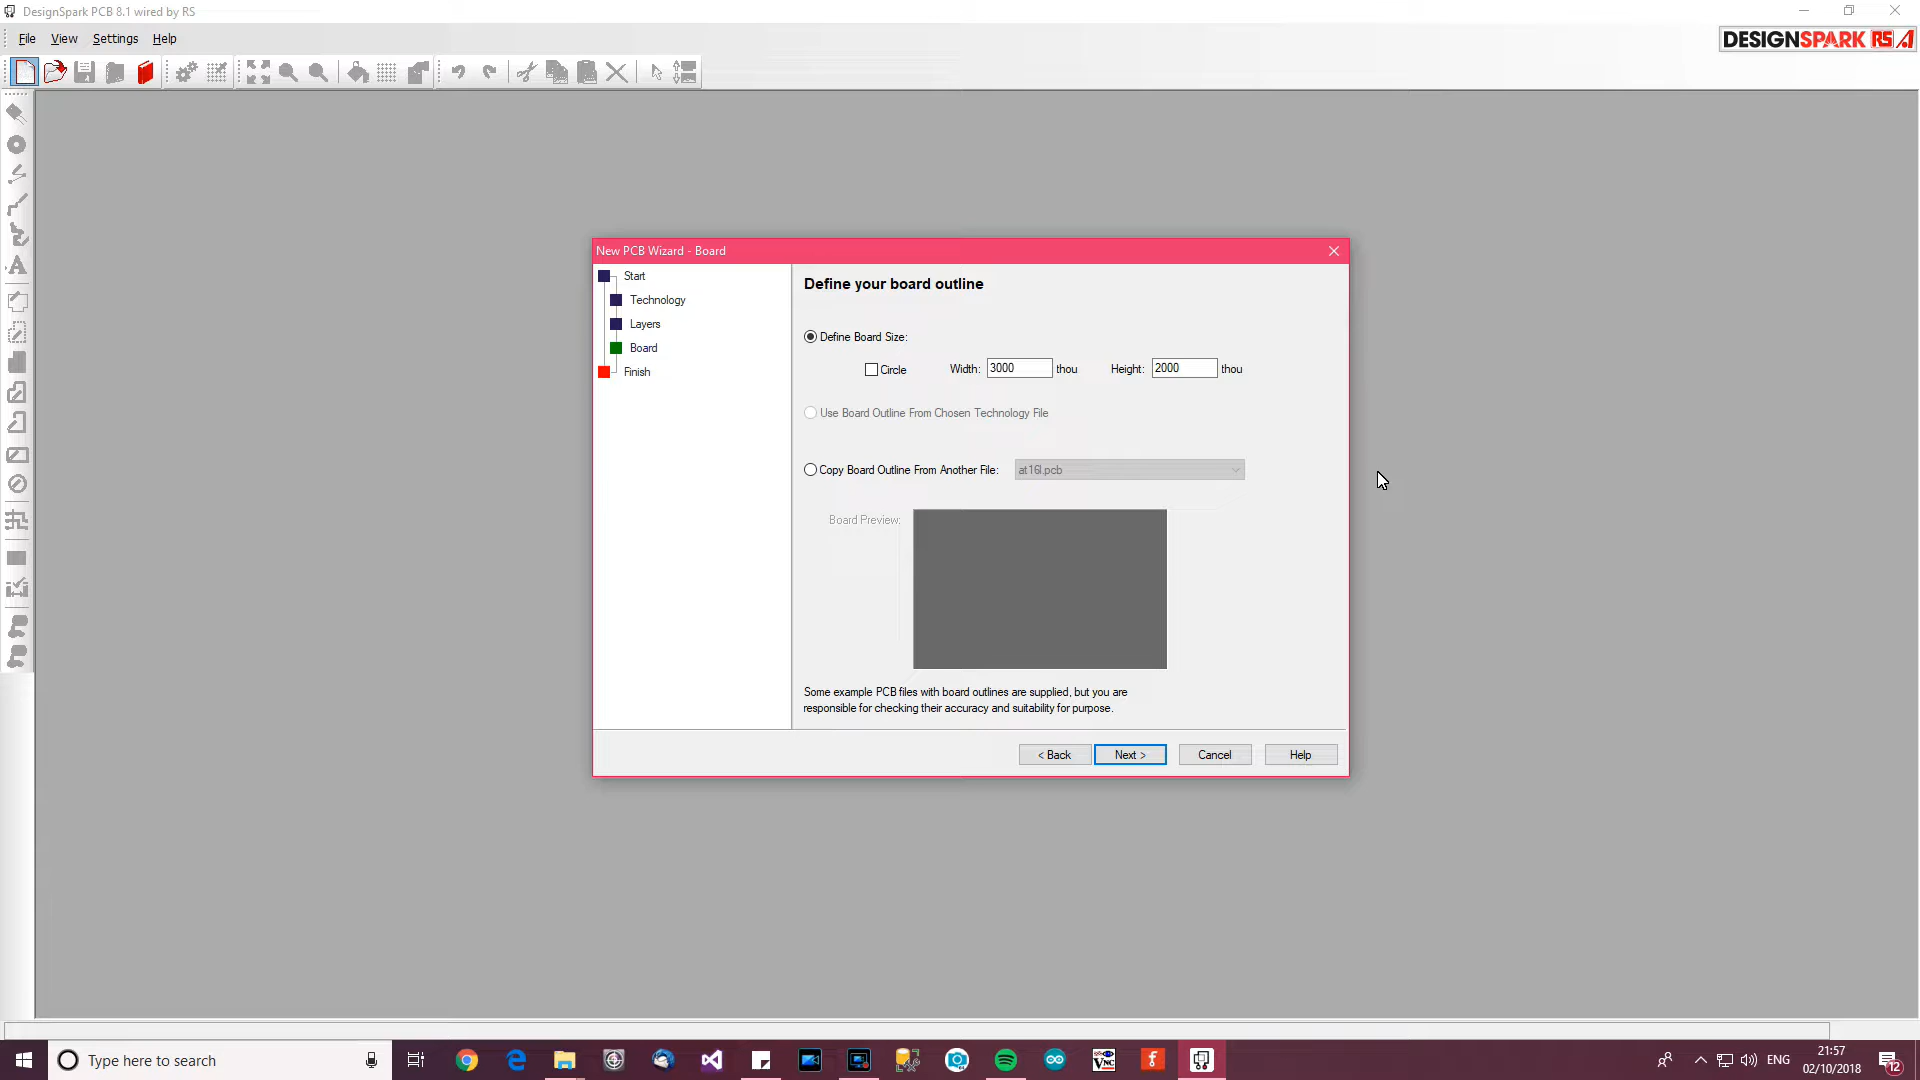 DesignSpark PCB 8.1 wired by RS
File View Settings Help
DESIGNSPARK RS
New PCB Wizard - Board
Start
Technology
Layers
Board
Finish
Define your board outline
Define Board Size:
Circle Width: 3000 thou Height: 2000 thou
Use Board Outline From Chosen Technology File
Copy Board Outline From Another File: at16l.pcb
Board Preview:
Some example PCB files with board outlines are supplied, but you are
responsible for checking their accuracy and suitability for purpose.
< Back Next > Cancel Help
Type here to search
ENG
21:57
02/10/2018
12